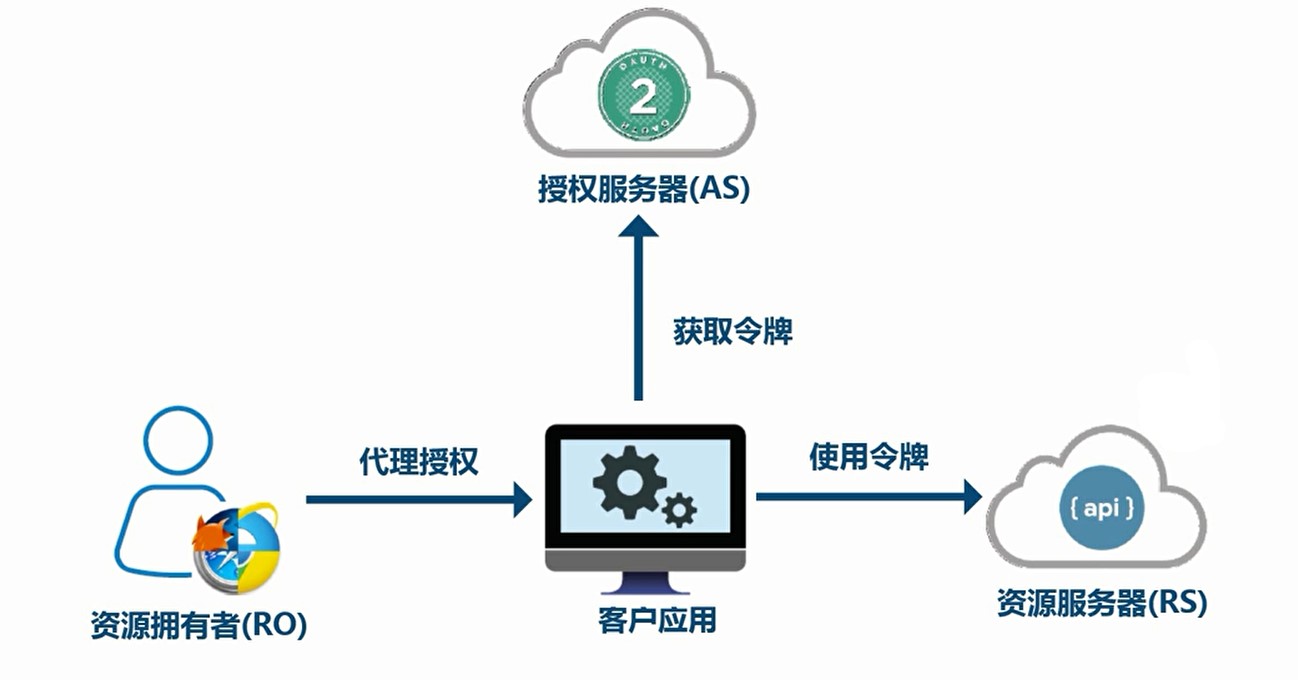 OAUTH
2
OAUTH
授权服务器(AS)
获取令牌
代理授权
使用令牌
{ api }
资源拥有者(RO)
客户应用
资源服务器(RS)